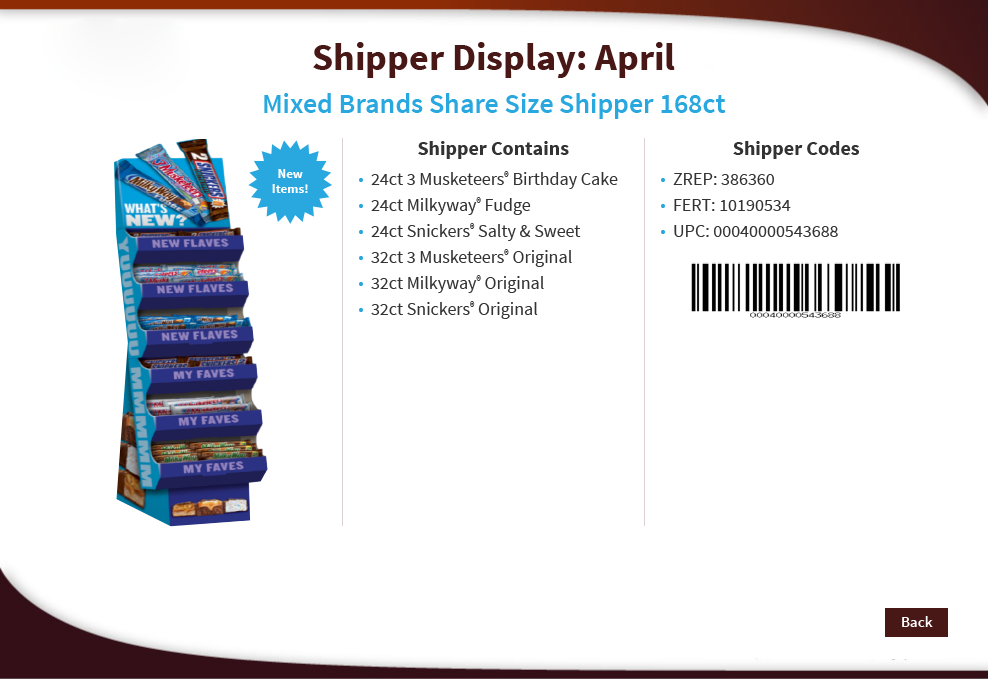 Shipper Display: April
Mixed Brands Share Size Shipper 168ct
New
Items!
WHAT'S
NEW?
NEW FLAVES
NEW FLAVES
NEW FLAVES
MY FAVES
MY FAVES
MY FAVES
YUUUUUU MMMMM
Shipper Contains
• 24ct 3 Musketeers® Birthday Cake
• 24ct Milkyway® Fudge
• 24ct Snickers® Salty & Sweet
• 32ct 3 Musketeers® Original
• 32ct Milkyway® Original
• 32ct Snickers® Original
Shipper Codes
• ZREP: 386360
• FERT: 10190534
• UPC: 00040000543688
00040000543688
Back